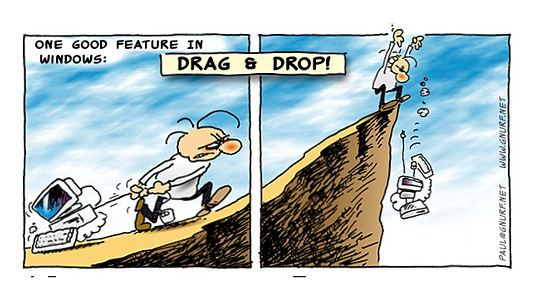 ONE GOOD FEATURE IN
WINDOWS:
DRAG & DROP!
PAUL@GNURF.NET WWW.GNURF.NET